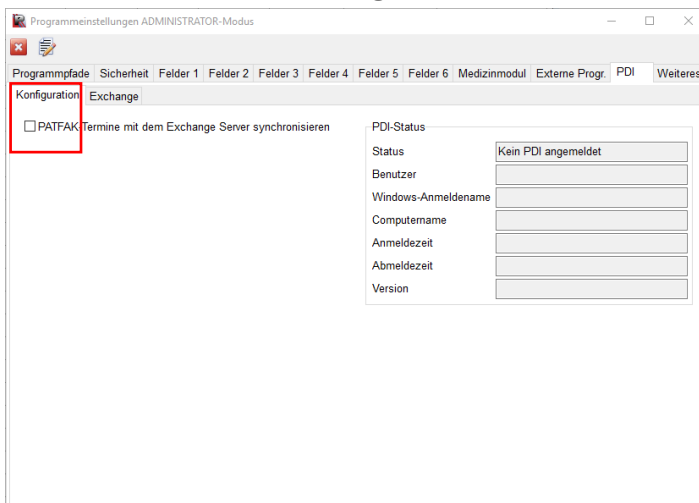 Programmeinstellungen ADMINISTRATOR-Modus
Programmpfade Sicherheit Felder 1 Felder 2 Felder 3 Felder 4 Felder 5 Felder 6 Medizinmodul Externe Progr. PDI Weiteres
Konfiguration Exchange
PATFAK-Termine mit dem Exchange Server synchronisieren
PDI-Status
Status Kein PDI angemeldet
Benutzer
Windows-Anmeldename
Computername
Anmeldezeit
Abmeldezeit
Version